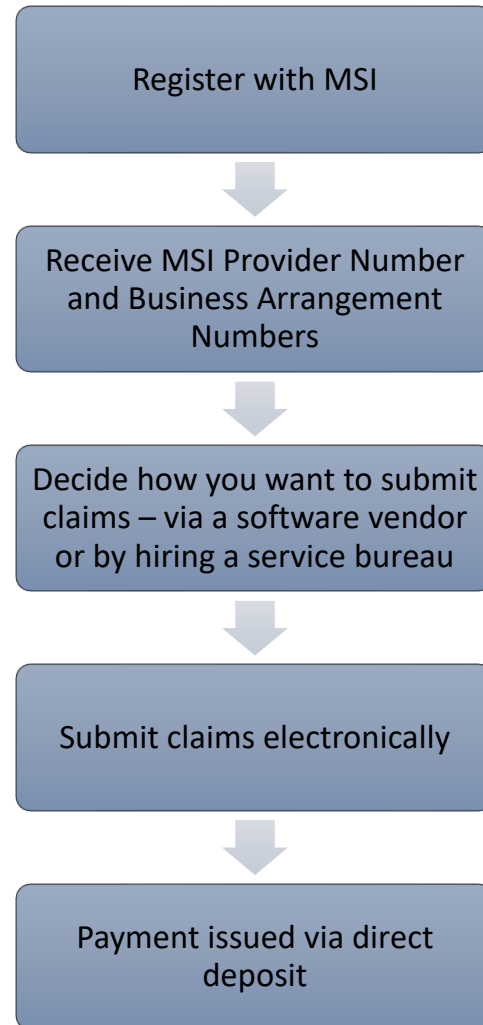 Register with MSI
Receive MSI Provider Number
and Business Arrangement
Numbers
Decide how you want to submit
claims – via a software vendor
or by hiring a service bureau
Submit claims electronically
Payment issued via direct
deposit